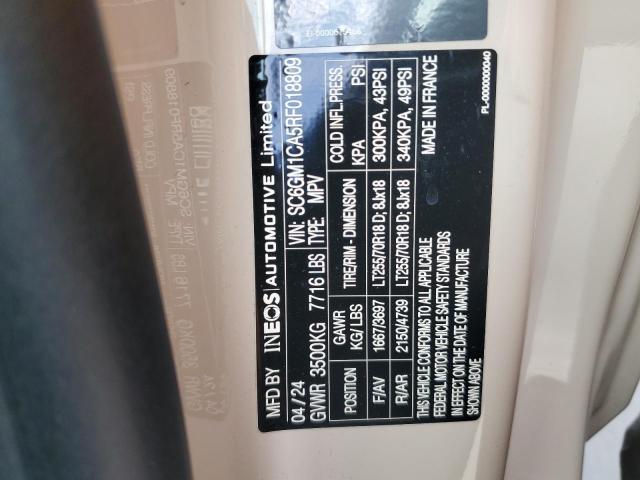 MFD BY INEOS AUTOMOTIVE Limited
04/24 VIN: SC6GM1CA5RF018809
GVWR 3500KG 7716 LBS TYPE: MPV
POSITION GAWR KG/LBS TIRE/RIM - DIMENSION COLD INFL.PRESS. KPA PSI
F/AV 1667/3697 LT255/70R18 D; 8Jx18 300KPA, 43PSI
R/AR 2150/4739 LT255/70R18 D; 8Jx18 340KPA, 49PSI
THIS VEHICLE CONFORMS TO ALL APPLICABLE
FEDERAL MOTOR VEHICLE SAFETY STANDARDS
IN EFFECT ON THE DATE OF MANUFACTURE
SHOWN ABOVE.
MADE IN FRANCE
PL-0000000040